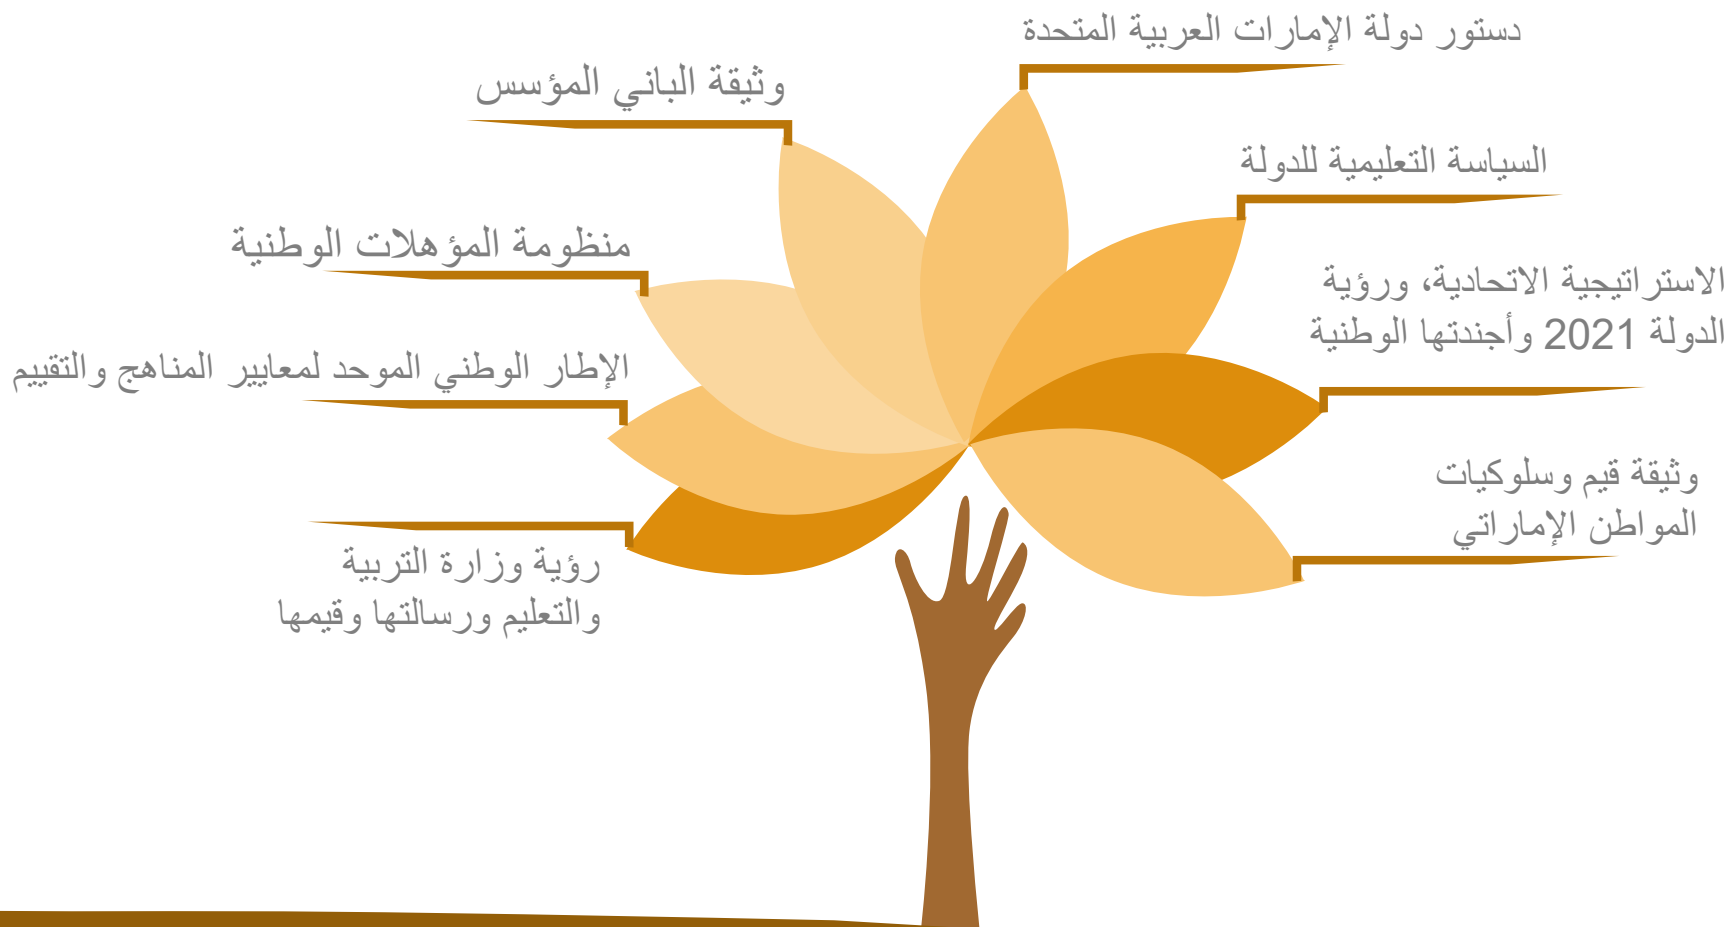 دستور دولة الإمارات العربية المتحدة
السياسة التعليمية للدولة
الاستراتيجية الاتحادية، ورؤية
الدولة 2021 وأجندتها الوطنية
وثيقة قيم وسلوكيات
المواطن الإماراتي
وثيقة الباني المؤسس
منظومة المؤهلات الوطنية
الإطار الوطني الموحد لمعايير المناهج والتقييم
رؤية وزارة التربية
والتعليم ورسالتها وقيمها